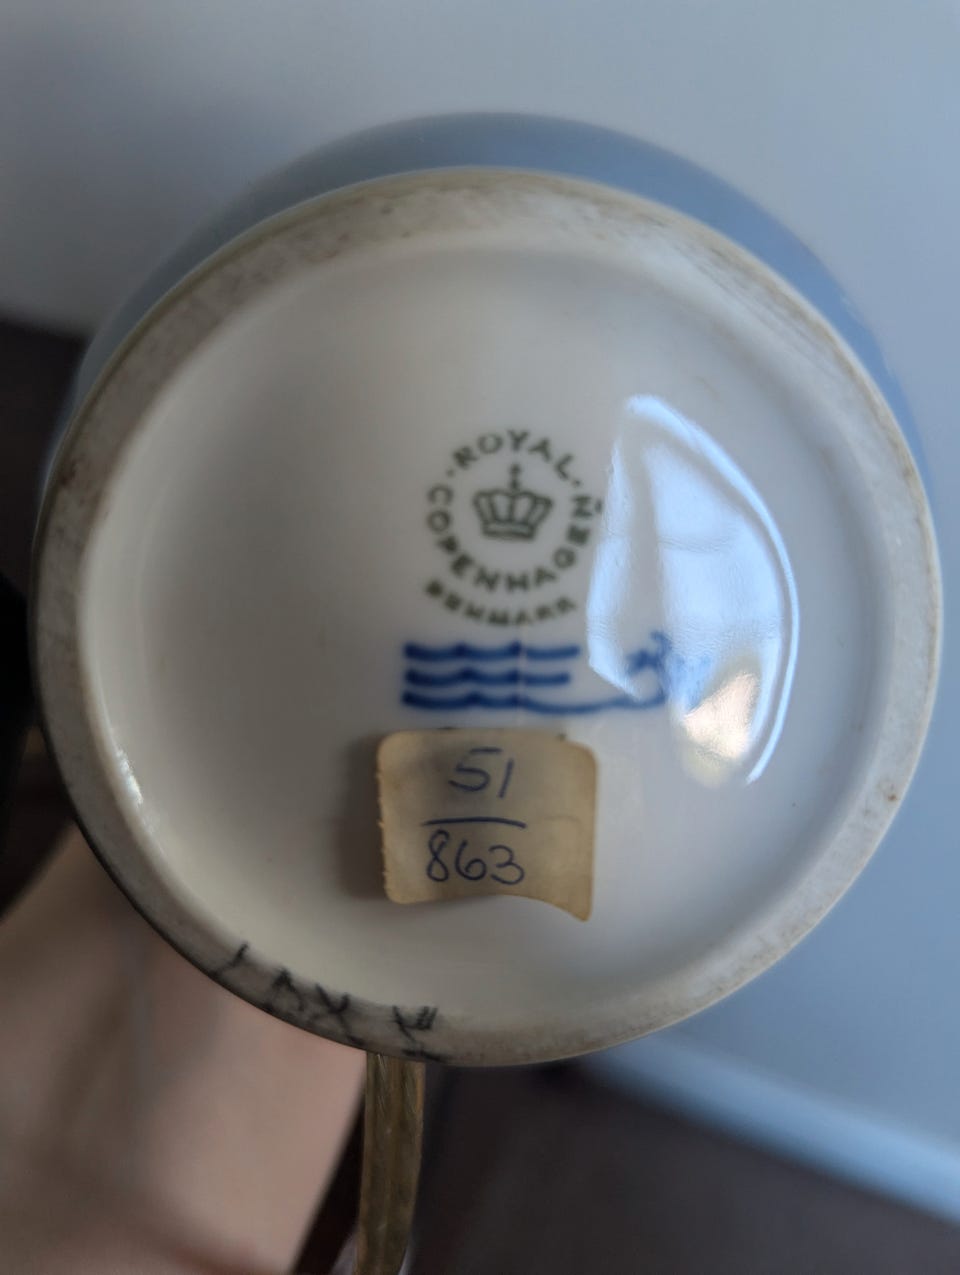 ROYAL COPENHAGEN
DENMARK
51
863